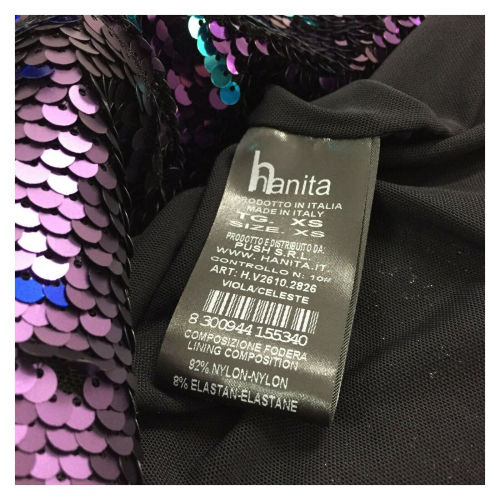 hanita
PRODOTTO IN ITALIA
MADE IN ITALY
TG. XS
SIZE. XS
PRODOTTO E DISTRIBUITO DA:
PUSH S.R.L.
WWW. HANITA.IT
CONTROLLO N: 10#
ART: H.V2610.2826
VIOLA/CELESTE
8 300944 155340
COMPOSIZIONE FODERA
LINING COMPOSITION
92% NYLON-NYLON
8% ELASTAN-ELASTANE